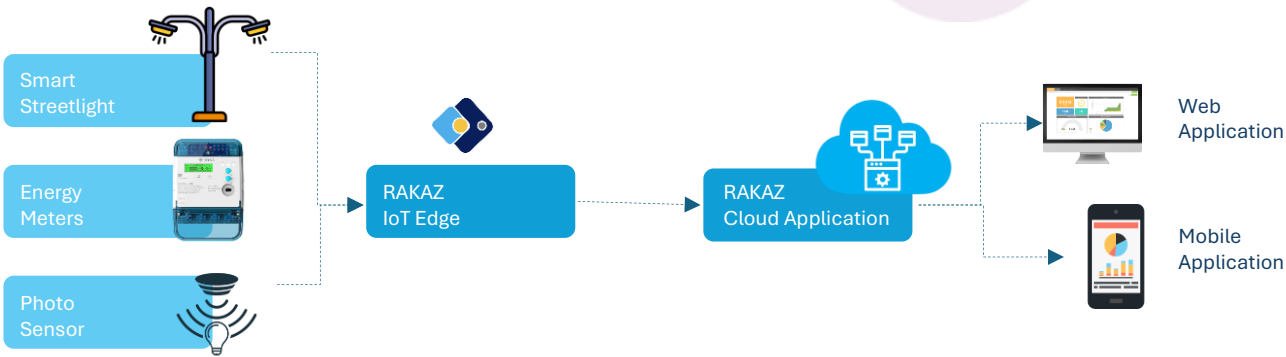 Smart
Streetlight
Energy
Meters
Photo
Sensor
RAKAZ
IoT Edge
RAKAZ
Cloud Application
Web
Application
Mobile
Application